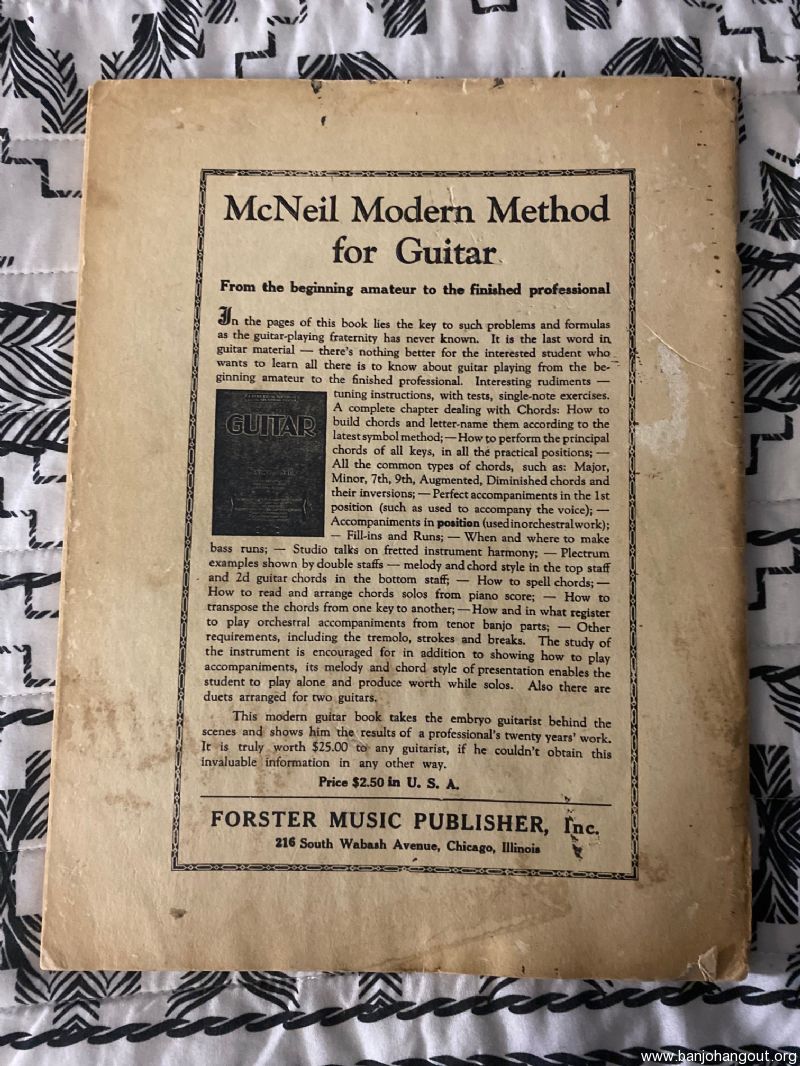 McNeil Modern Method
for Guitar
From the beginning amateur to the finished professional
In the pages of this book lies the key to such problems and formulas
as the guitar-playing fraternity has never known. It is the last word in
guitar material — there's nothing better for the interested student who
wants to learn all there is to know about guitar playing from the be-
ginning amateur to the finished professional. Interesting rudiments —
tuning instructions, with tests, single-note exercises.
A complete chapter dealing with Chords: How to
build chords and letter-name them according to the
latest symbol method; — How to perform the principal
chords of all keys, in all the practical positions; —
All the common types of chords, such as: Major,
Minor, 7th, 9th, Augmented, Diminished chords and
their inversions; — Perfect accompaniments in the 1st
position (such as used to accompany the voice); —
Accompaniments in position (used in orchestral work);
— Fill-ins and Runs; — When and where to make
GUITAR
bass runs; — Studio talks on fretted instrument harmony; — Plectrum
examples shown by double staffs — melody and chord style in the top staff
and 2d guitar chords in the bottom staff; — How to spell chords; —
How to read and arrange chords solos from piano score; — How to
transpose the chords from one key to another; — How and in what register
to play orchestral accompaniments from tenor banjo parts; — Other
requirements, including the tremolo, strokes and breaks. The study of
the instrument is encouraged for in addition to showing how to play
accompaniments, its melody and chord style of presentation enables the
student to play alone and produce worth while solos. Also there are
duets arranged for two guitars.
This modern guitar book takes the embryo guitarist behind the
scenes and shows him the results of a professional's twenty years' work.
It is truly worth $25.00 to any guitarist, if he couldn't obtain this
invaluable information in any other way.
Price $2.50 in U. S. A.
FORSTER MUSIC PUBLISHER, Inc.
216 South Wabash Avenue, Chicago, Illinois
www.banjohangout.org